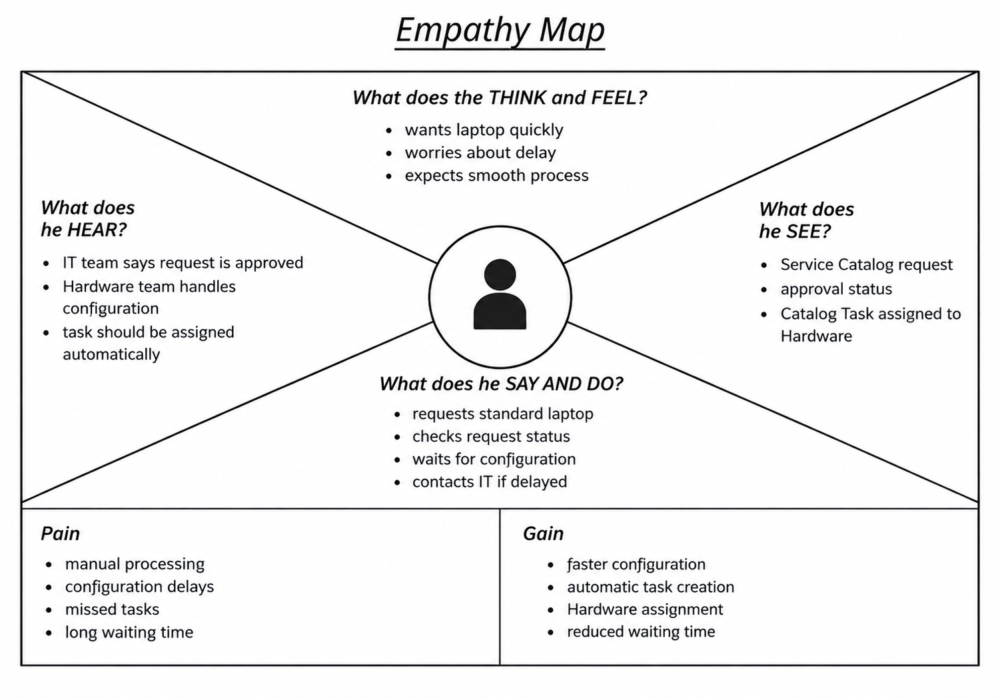 Empathy Map
What does the THINK and FEEL?
• wants laptop quickly
• worries about delay
• expects smooth process
What does
he HEAR?
• IT team says request is approved
• Hardware team handles
configuration
• task should be assigned
automatically
What does
he SEE?
• Service Catalog request
• approval status
• Catalog Task assigned to
Hardware
What does he SAY AND DO?
• requests standard laptop
• checks request status
• waits for configuration
• contacts IT if delayed
Pain
• manual processing
• configuration delays
• missed tasks
• long waiting time
Gain
• faster configuration
• automatic task creation
• Hardware assignment
• reduced waiting time